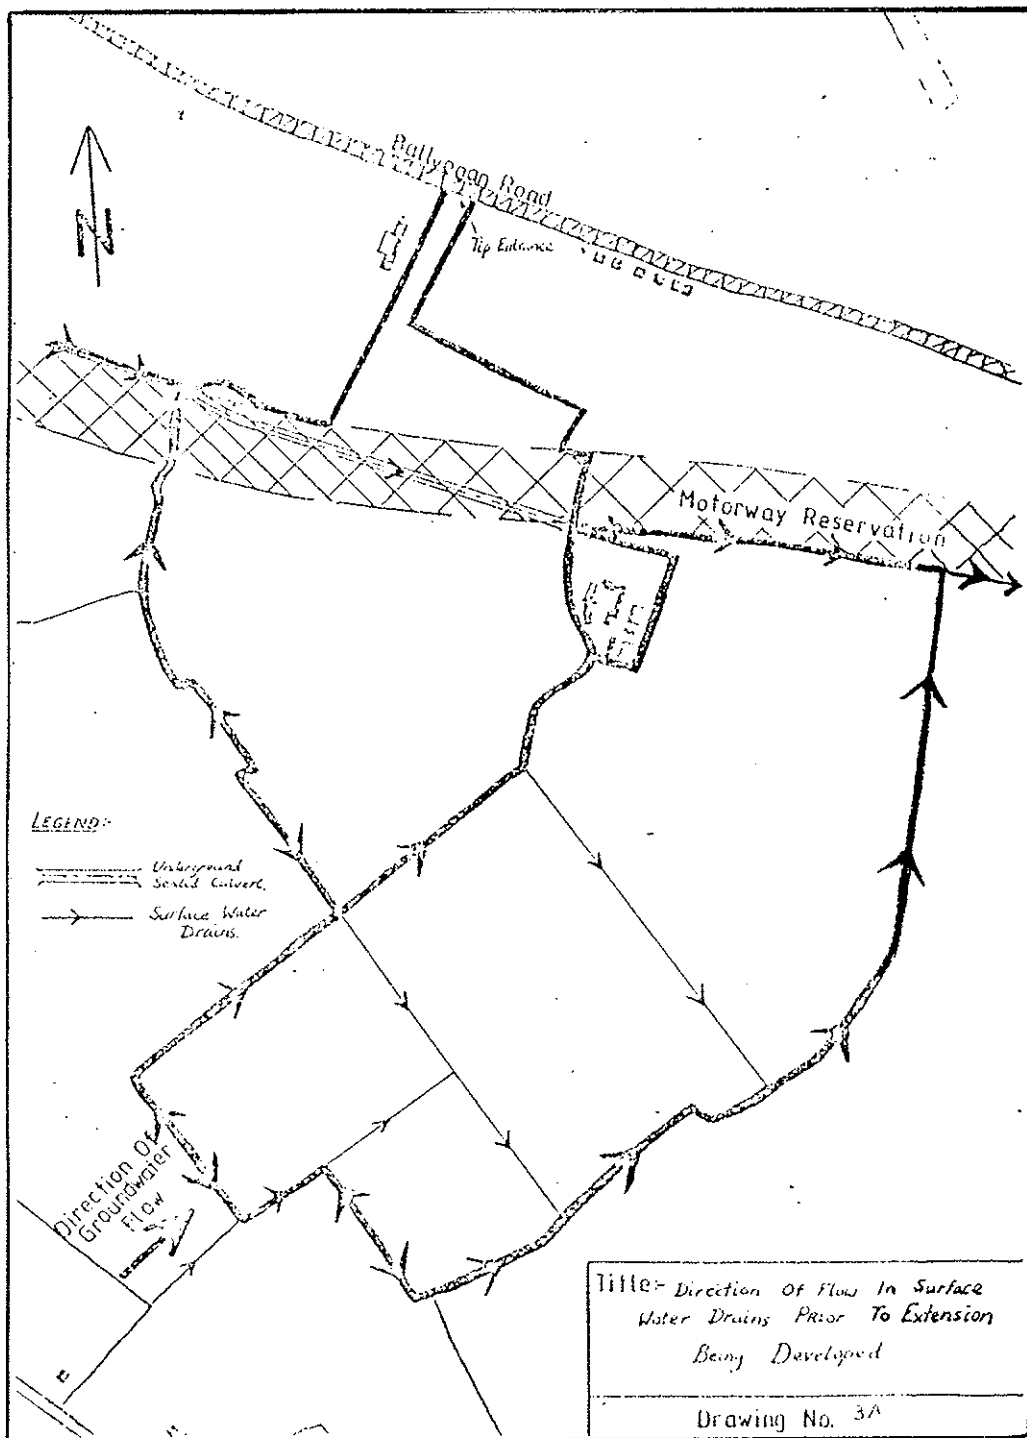 Ballyogan Road
Tip Entrance
N
Motorway Reservation
LEGEND:-
Underground
Sealed Culvert.
Surface Water
Drains.
Direction Of
Groundwater
Flow
Title:- Direction Of Flow In Surface
Water Drains Prior To Extension
Being Developed
Drawing No. 3A